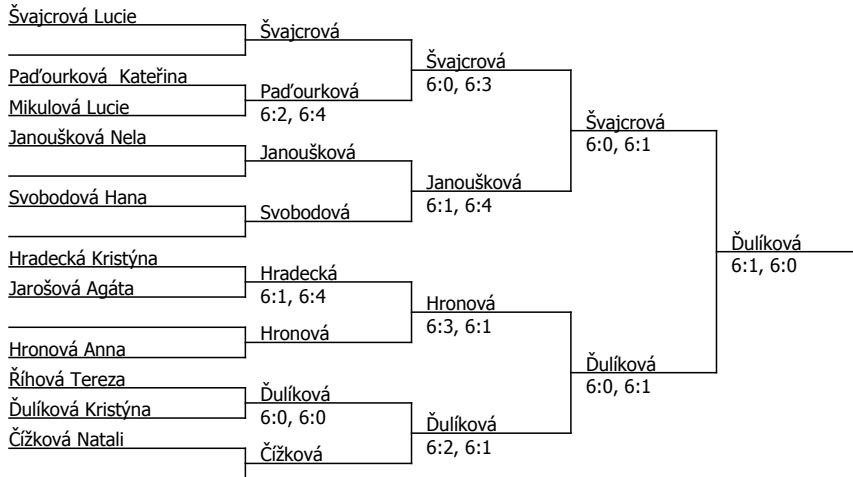 Švajcrová Lucie
Švajcrová
Švajcrová
6:0, 6:3
Paďourková Kateřina
Paďourková
6:2, 6:4
Mikulová Lucie
Švajcrová
6:0, 6:1
Janoušková Nela
Janoušková
Janoušková
6:1, 6:4
Svobodová Hana
Svobodová
Ďulíková
6:1, 6:0
Hradecká Kristýna
Hradecká
6:1, 6:4
Jarošová Agáta
Hronová
6:3, 6:1
Hronová
Hronová Anna
Ďulíková
6:0, 6:1
Říhová Tereza
Ďulíková
6:0, 6:0
Ďulíková Kristýna
Ďulíková
6:2, 6:1
Čížková Natali
Čížková